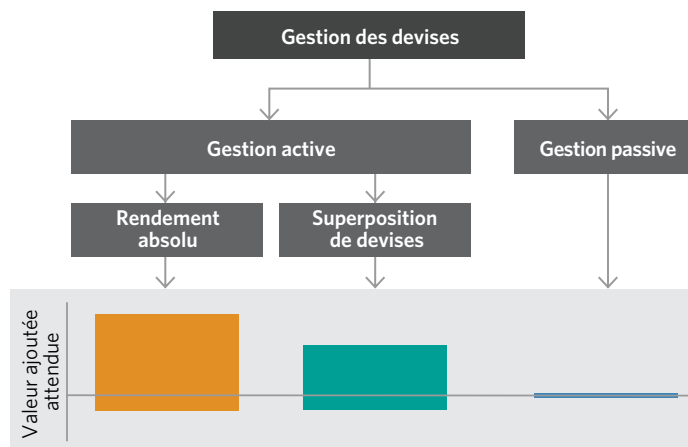 Gestion des devises
Gestion active
Gestion passive
Rendement
absolu
Superposition
de devises
Valeur ajoutée
attendue